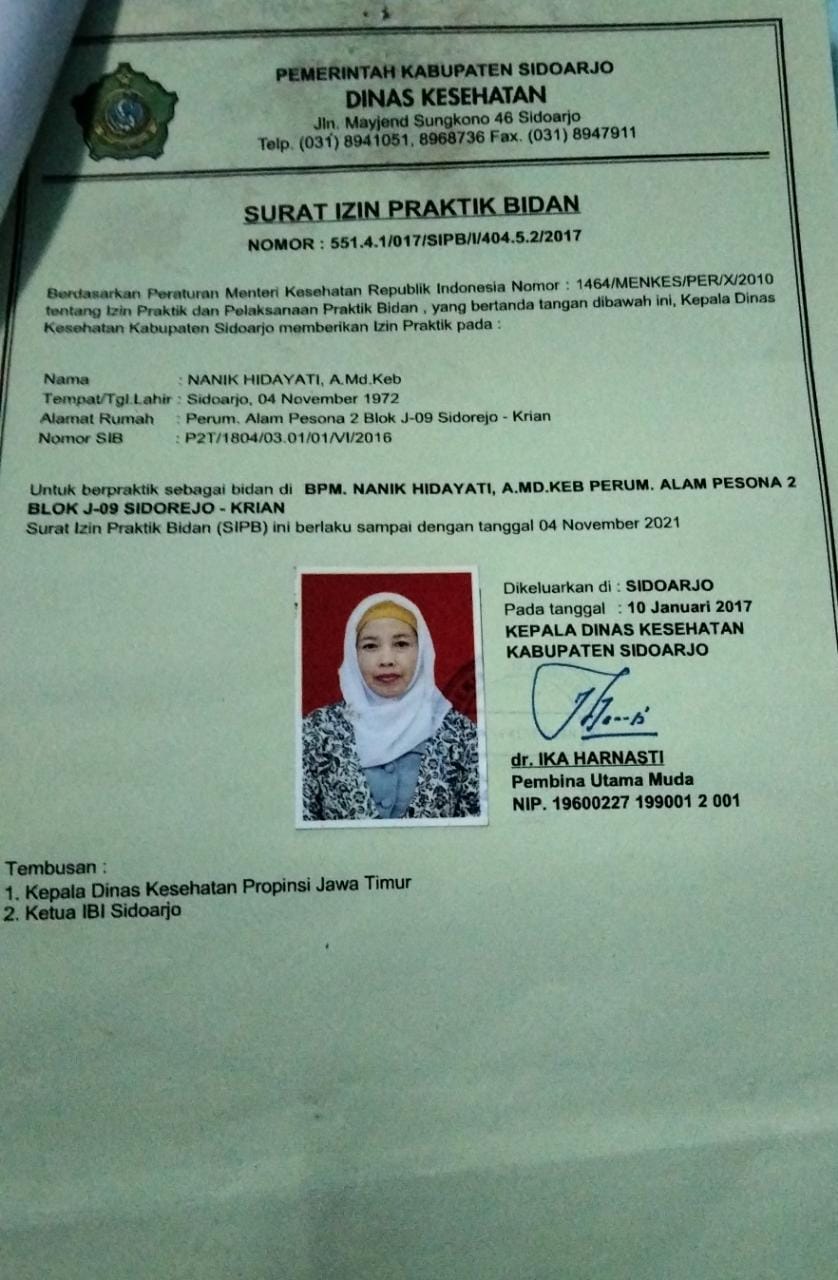 PEMERINTAH KABUPATEN SIDOARJO
DINAS KESEHATAN
Jln. Mayjend Sungkono 46 Sidoarjo
Telp. (031) 8941051, 8968736 Fax. (031) 8947911
SURAT IZIN PRAKTIK BIDAN
NOMOR : 551.4.1/017/SIPB/I/404.5.2/2017
Berdasarkan Peraturan Menteri Kesehatan Republik Indonesia Nomor : 1464/MENKES/PER/X/2010
tentang Izin Praktik dan Pelaksanaan Praktik Bidan , yang bertanda tangan dibawah ini, Kepala Dinas
Kesehatan Kabupaten Sidoarjo memberikan Izin Praktik pada :
Nama : NANIK HIDAYATI, A.Md.Keb
Tempat/Tgl.Lahir : Sidoarjo, 04 November 1972
Alamat Rumah : Perum. Alam Pesona 2 Blok J-09 Sidorejo - Krian
Nomor SIB : P2T/1804/03.01/01/VI/2016
Untuk berpraktik sebagai bidan di BPM. NANIK HIDAYATI, A.MD.KEB PERUM. ALAM PESONA 2
BLOK J-09 SIDOREJO - KRIAN
Surat Izin Praktik Bidan (SIPB) ini berlaku sampai dengan tanggal 04 November 2021
Dikeluarkan di : SIDOARJO
Pada tanggal : 10 Januari 2017
KEPALA DINAS KESEHATAN
KABUPATEN SIDOARJO
dr. IKA HARNASTI
Pembina Utama Muda
NIP. 19600227 199001 2 001
Tembusan :
1. Kepala Dinas Kesehatan Propinsi Jawa Timur
2. Ketua IBI Sidoarjo